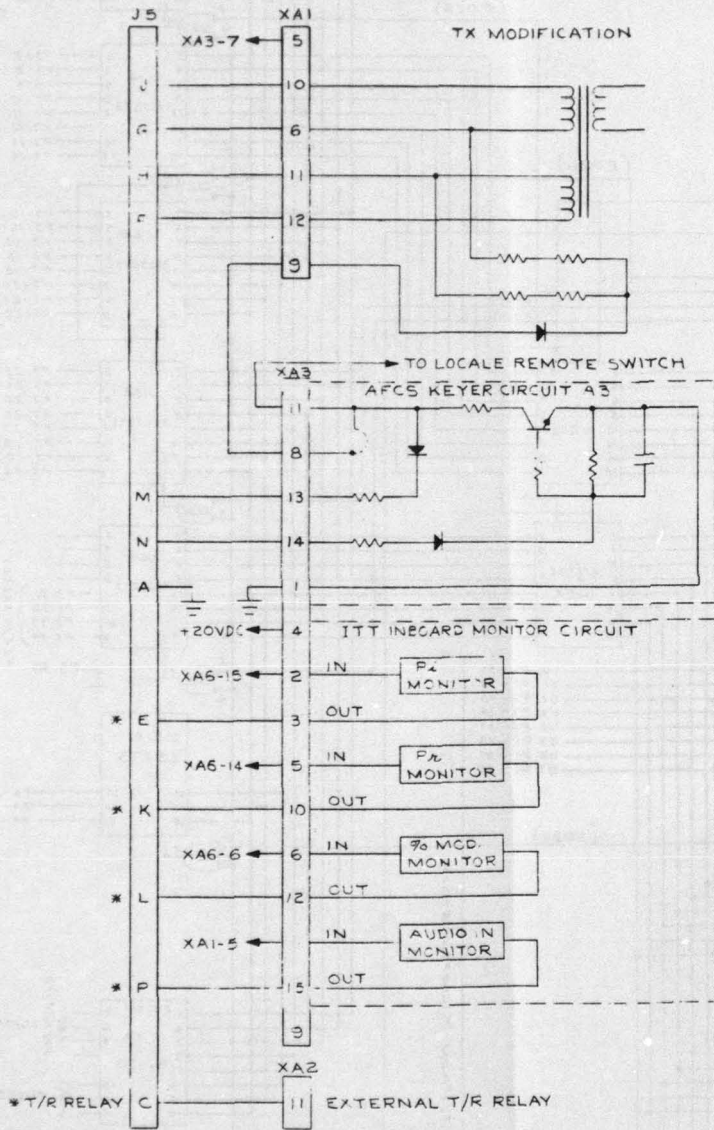 J5
XA1
TX MODIFICATION
XA3-7
5
J
10
G
6
11
F
12
9
TO LOCALE REMOTE SWITCH
XA3
AFCS KEYER CIRCUIT A3
11
8
M
13
N
14
A
1
+20VDC
4
ITT INBOARD MONITOR CIRCUIT
XA6-15
2
IN
Pi
MONITOR
* E
3
OUT
XA6-14
5
IN
Pr
MONITOR
* K
10
OUT
XA6-6
6
IN
% MOD.
MONITOR
* L
12
OUT
XA1-5
IN
AUDIO IN
MONITOR
* P
15
OUT
9
XA2
* T/R RELAY
C
11
EXTERNAL T/R RELAY